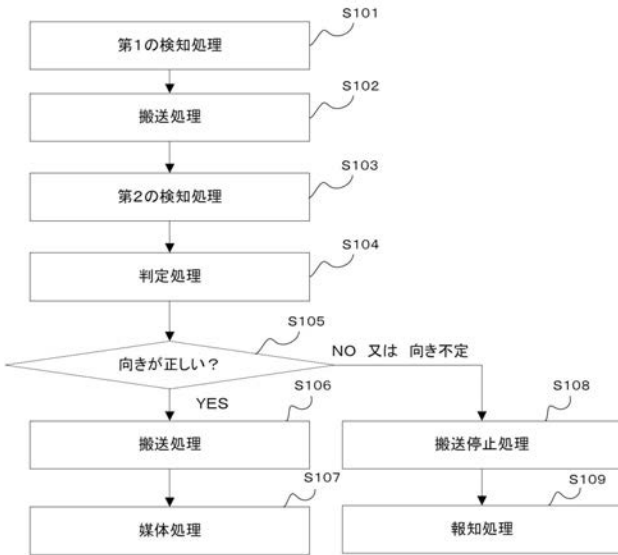 S101
第1の検知処理
S102
搬送処理
S103
第2の検知処理
S104
判定処理
S105
向きが正しい？
NO 又は 向き不定
YES
S106
搬送処理
S108
搬送停止処理
S107
媒体処理
S109
報知処理